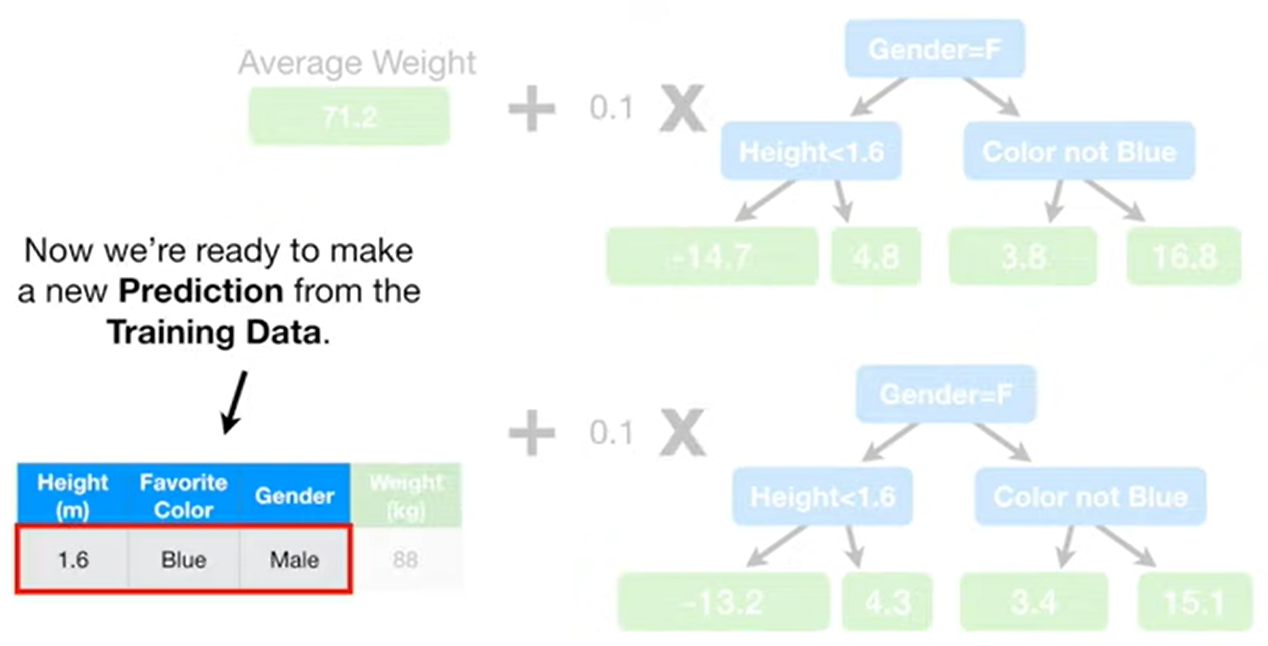 Average Weight
71.2
+ 0.1 X
Gender=F
Height<1.6
Color not Blue
-14.7
4.8
3.8
16.8
Now we're ready to make
a new Prediction from the
Training Data.
+ 0.1 X
Gender=F
Height<1.6
Color not Blue
-13.2
4.3
3.4
15.1
Height (m) Favorite Color Gender Weight (kg)
1.6 Blue Male 88